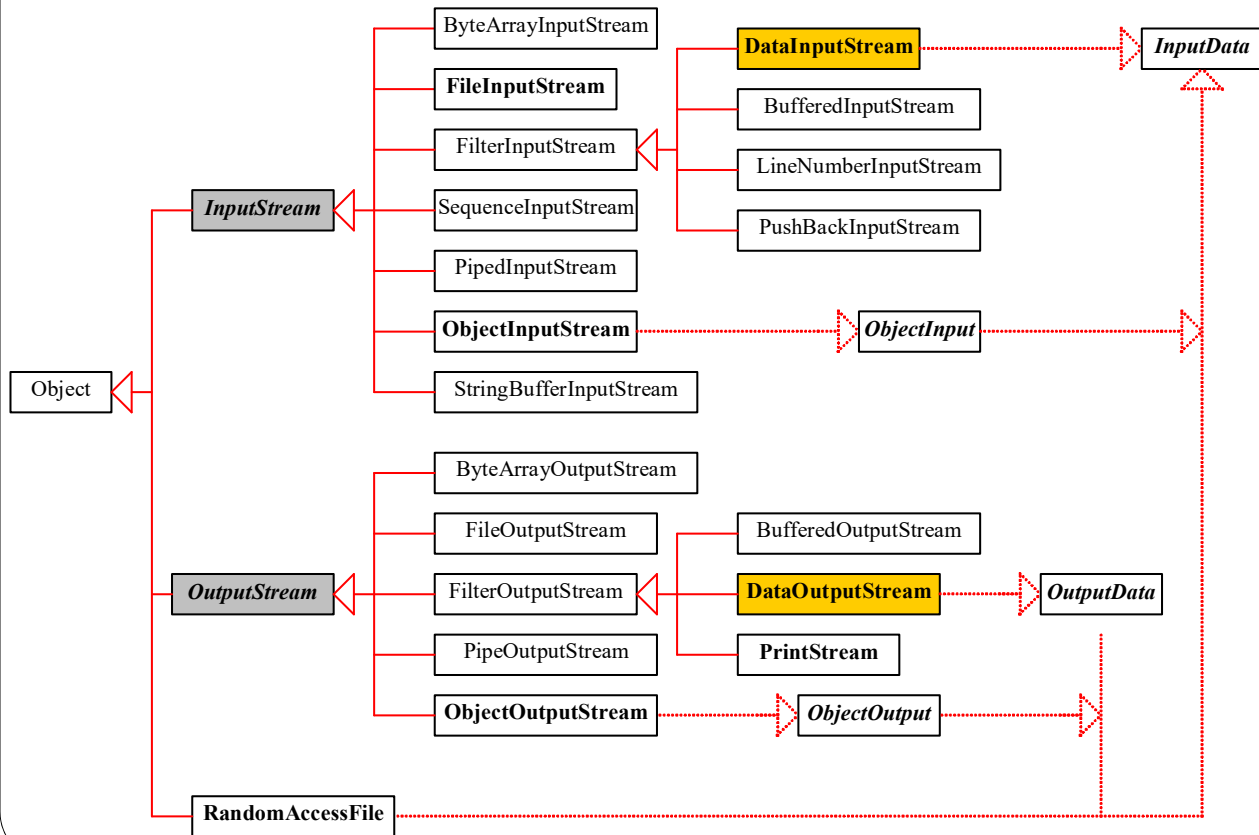 ByteArrayInputStream
DataInputStream
InputData
FileInputStream
BufferedInputStream
FilterInputStream
LineNumberInputStream
InputStream
SequenceInputStream
PushBackInputStream
PipedInputStream
ObjectInputStream
ObjectInput
Object
StringBufferInputStream
ByteArrayOutputStream
FileOutputStream
BufferedOutputStream
OutputStream
FilterOutputStream
DataOutputStream
OutputData
PipeOutputStream
PrintStream
ObjectOutputStream
ObjectOutput
RandomAccessFile